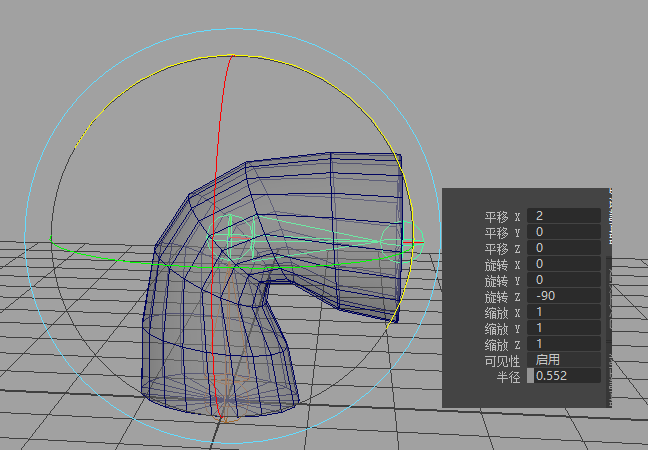 平移 X 2
平移 Y 0
平移 Z 0
旋转 X 0
旋转 Y 0
旋转 Z -90
缩放 X 1
缩放 Y 1
缩放 Z 1
可见性 启用
半径 0.552